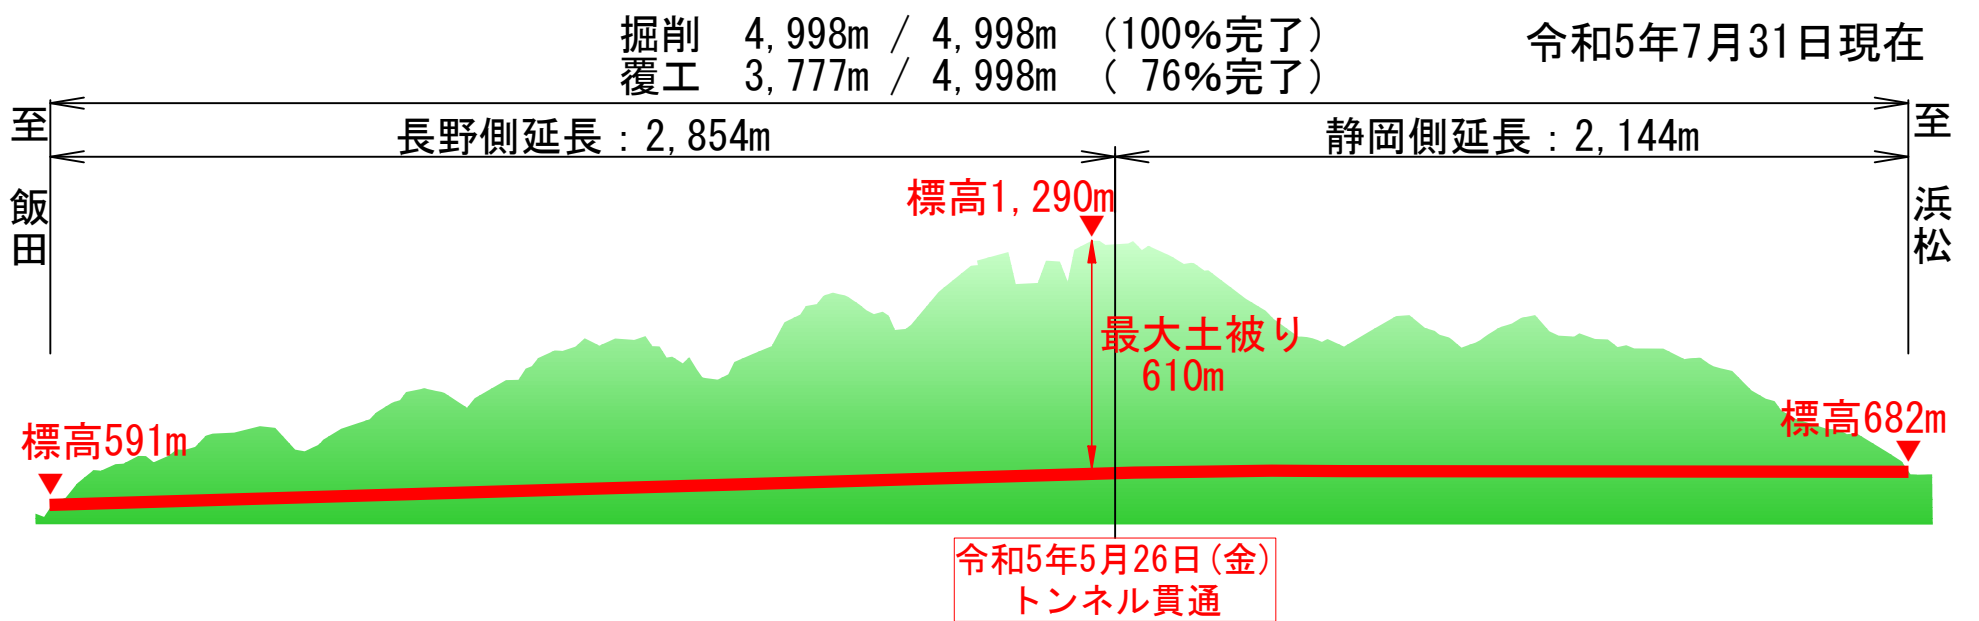 掘削 4,998m / 4,998m (100%完了)
覆工 3,777m / 4,998m ( 76%完了)
令和5年7月31日現在
至飯田
長野側延長：2,854m
静岡側延長：2,144m
至浜松
標高1,290m
最大土被り
610m
標高591m
標高682m
令和5年5月26日(金)
トンネル貫通